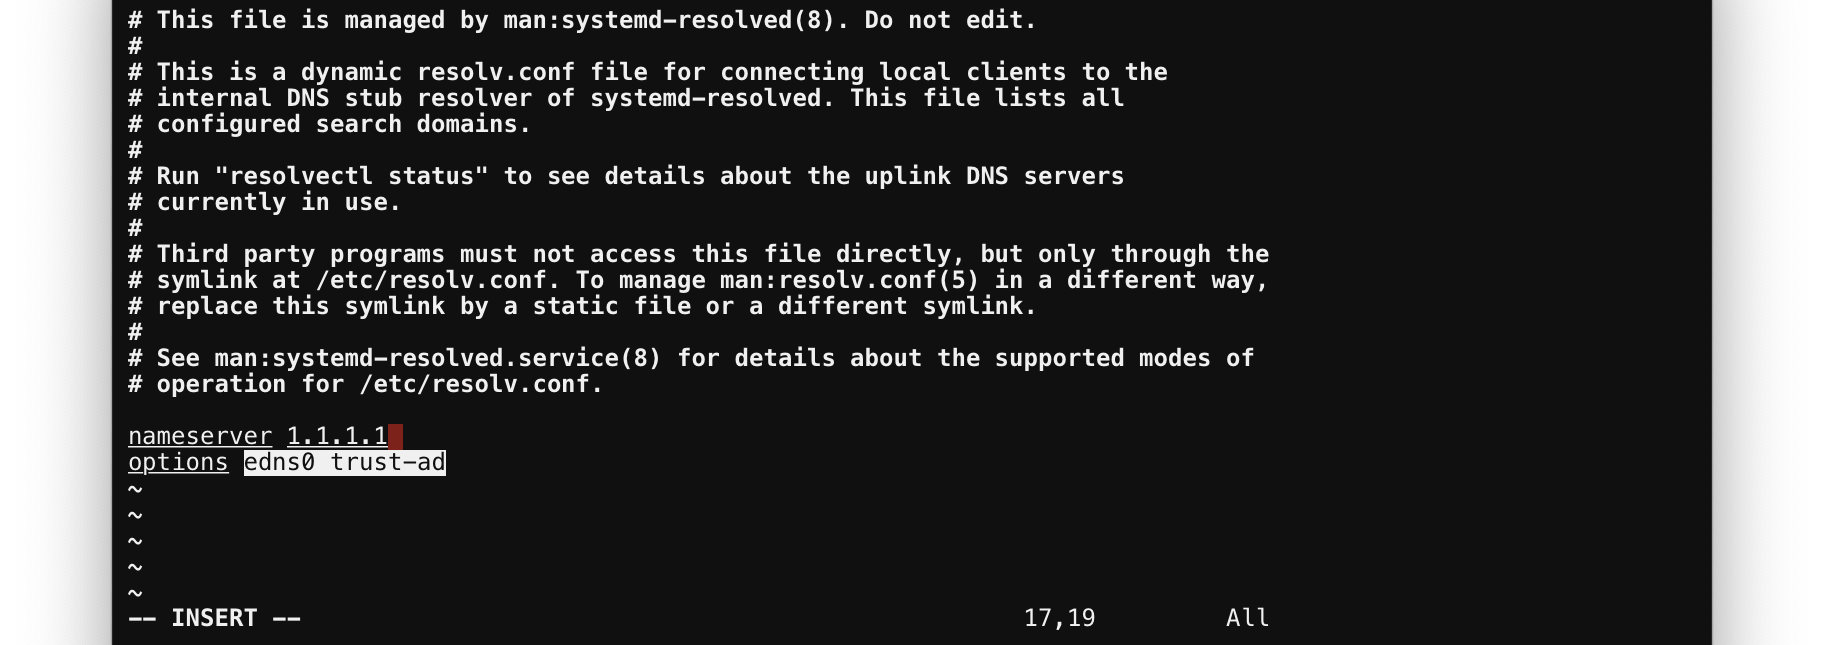 # This file is managed by man:systemd-resolved(8). Do not edit.
#
# This is a dynamic resolv.conf file for connecting local clients to the
# internal DNS stub resolver of systemd-resolved. This file lists all
# configured search domains.
#
# Run "resolvectl status" to see details about the uplink DNS servers
# currently in use.
#
# Third party programs must not access this file directly, but only through the
# symlink at /etc/resolv.conf. To manage man:resolv.conf(5) in a different way,
# replace this symlink by a static file or a different symlink.
#
# See man:systemd-resolved.service(8) for details about the supported modes of
# operation for /etc/resolv.conf.

nameserver 1.1.1.1
options edns0 trust-ad
~
~
~
~
~
-- INSERT -- 17,19 All